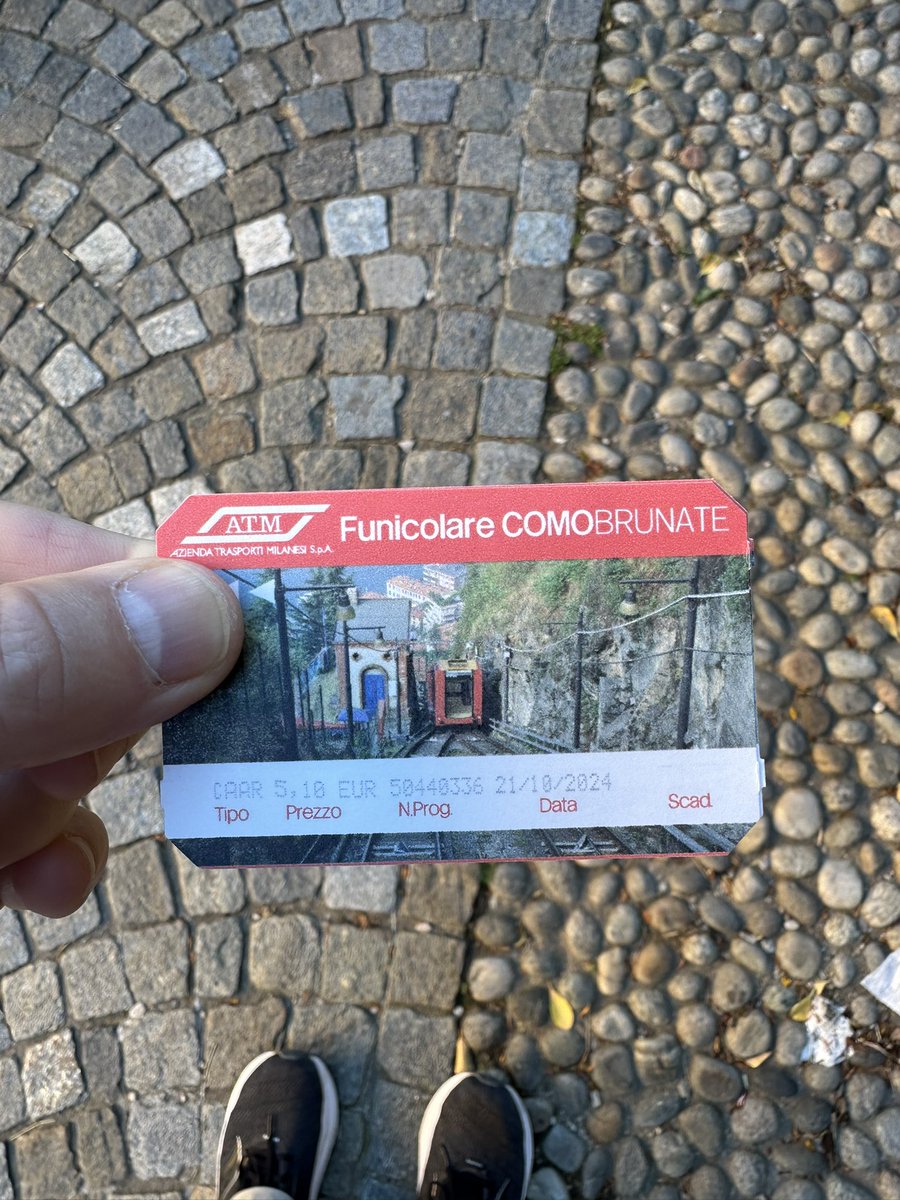 ATM
AZIENDA TRASPORTI MILANESI S.p.A.
Funicolare COMOBRUNATE
CAAR 5,10 EUR 50440336 21/10/2024
Tipo Prezzo N.Prog. Data Scad.